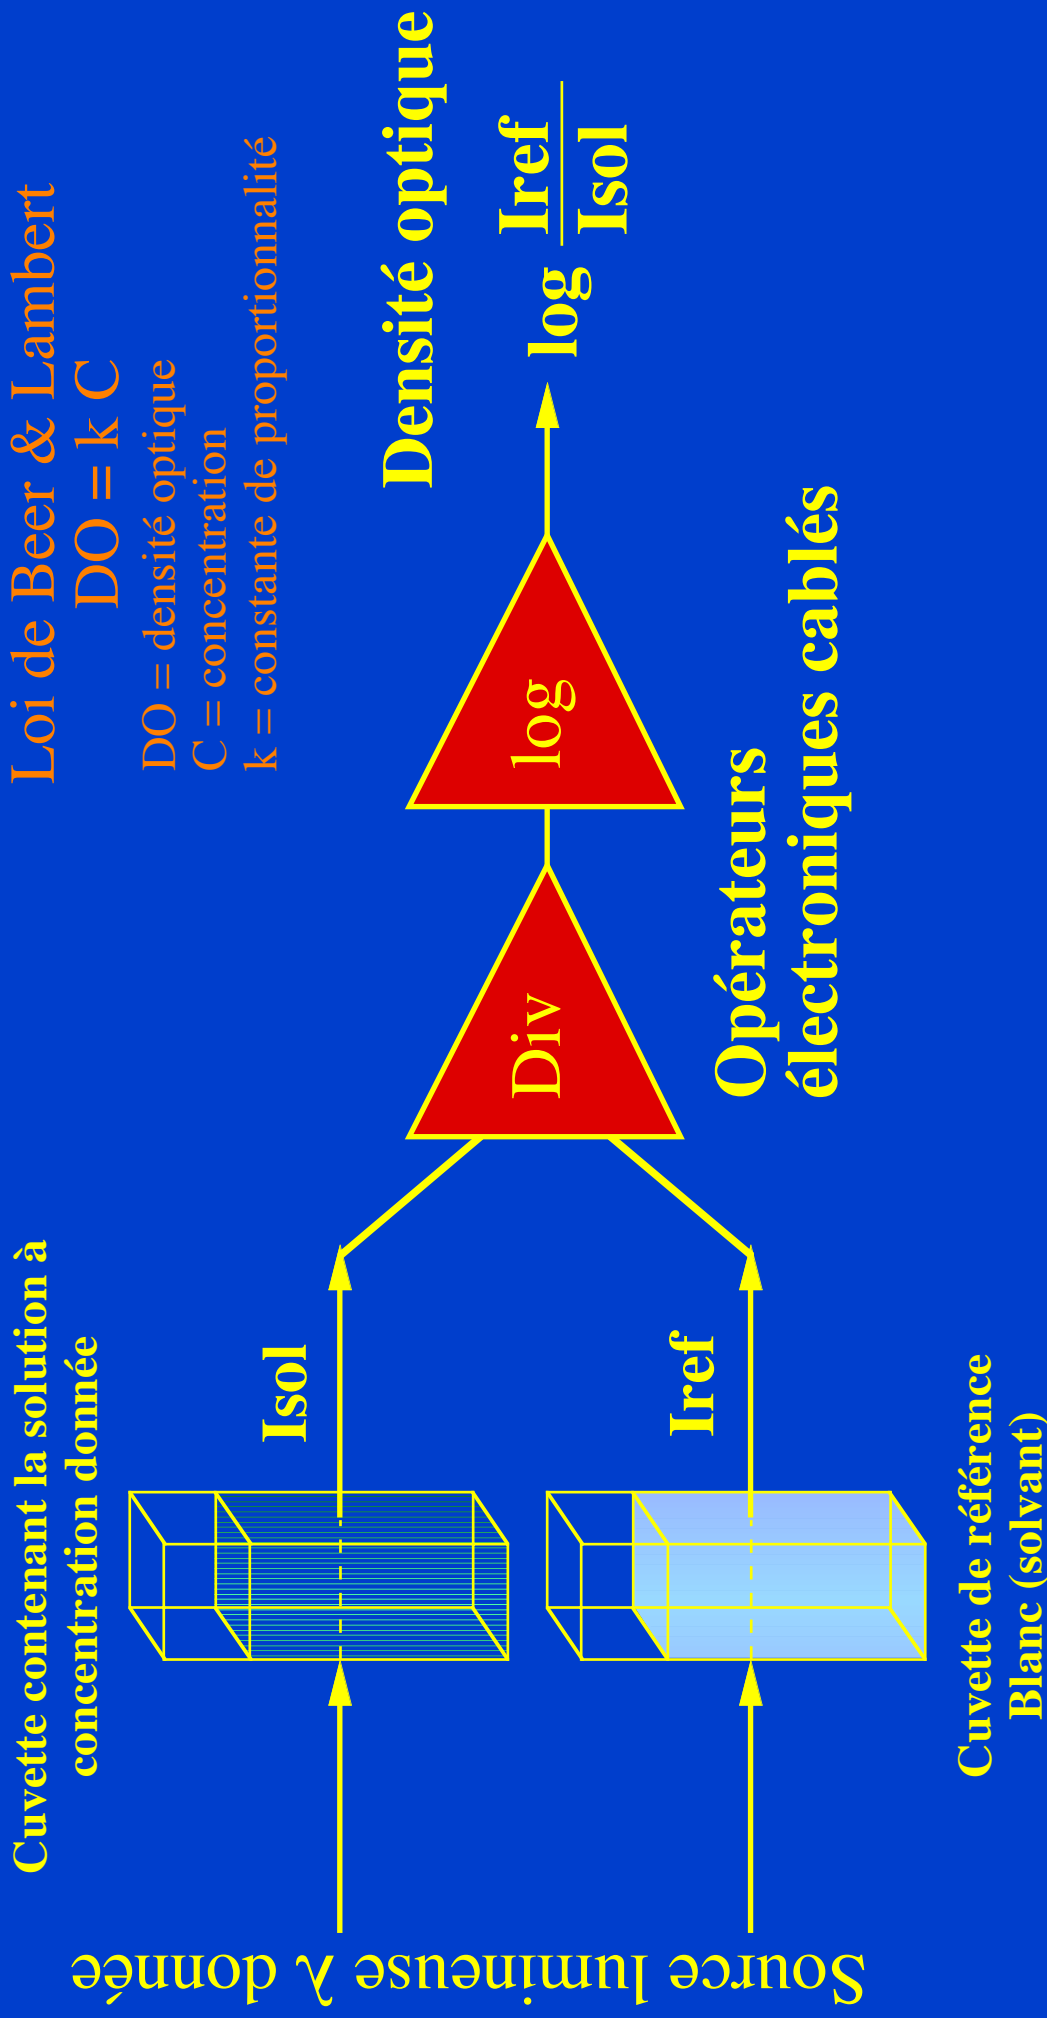 Loi de Beer & Lambert
DO = k C
DO = densité optique
C = concentration
k = constante de proportionnalité
Cuvette contenant la solution à
concentration donnée
Source lumineuse λ donnée
Isol
Iref
Div
log
Densité optique
log Iref
Isol
Opérateurs
électroniques cablés
Cuvette de référence
Blanc (solvant)